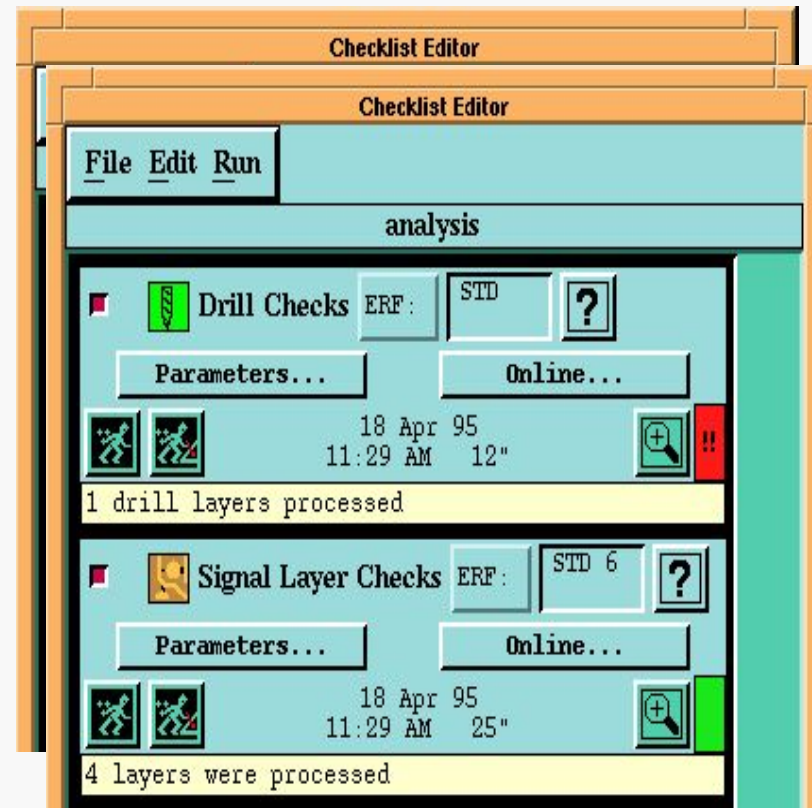 Checklist Editor
Checklist Editor
File Edit Run
analysis
Drill Checks ERF: STD ?
Parameters... Online...
18 Apr 95
11:29 AM 12" !!
1 drill layers processed
Signal Layer Checks ERF: STD 6 ?
Parameters... Online...
18 Apr 95
11:29 AM 25"
4 layers were processed